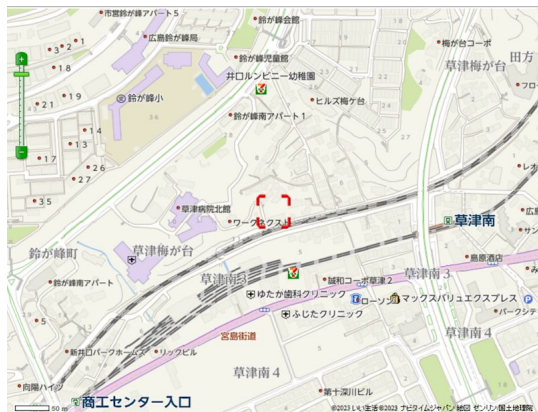 市営鈴が峰アパート5
鈴が峰会館
広島鈴が峰局
3
2
1
18
鈴が峰児童館
梅が台コーポ
田方
草津梅が台
井口ルンビニー幼稚園
鈴が峰小
19
21
ヒルズ梅ケ台
鈴が峰南アパート1
14
13
17
26
27
35
36
草津病院北館
ワークネクスト
草津南
鈴が峰町
草津梅が台
島原酒店
草津南3
草津南3
誠和コーポ草津2
鈴が峰南アパート
ゆたか歯科クリニック
ローソン
マックスバリュエクスプレス
ふじたクリニック
パークシテ
5
宮島街道
草津南4
新井口パークホームズ
リックビル
草津南4
向陽ハイツ
商工センター入口
第十深川ビル
50 m
©2023 いい生活 ©2023 ナビタイムジャパン 地図 ゼンリン 国土地理院